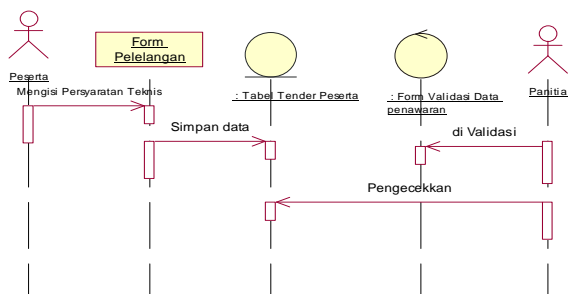 Form
Pelelangan
Peserta
: Tabel Tender Peserta
: Form Validasi Data
penawaran
Panitia
Mengisi Persyaratan Teknis
Simpan data
di Validasi
Pengecekkan